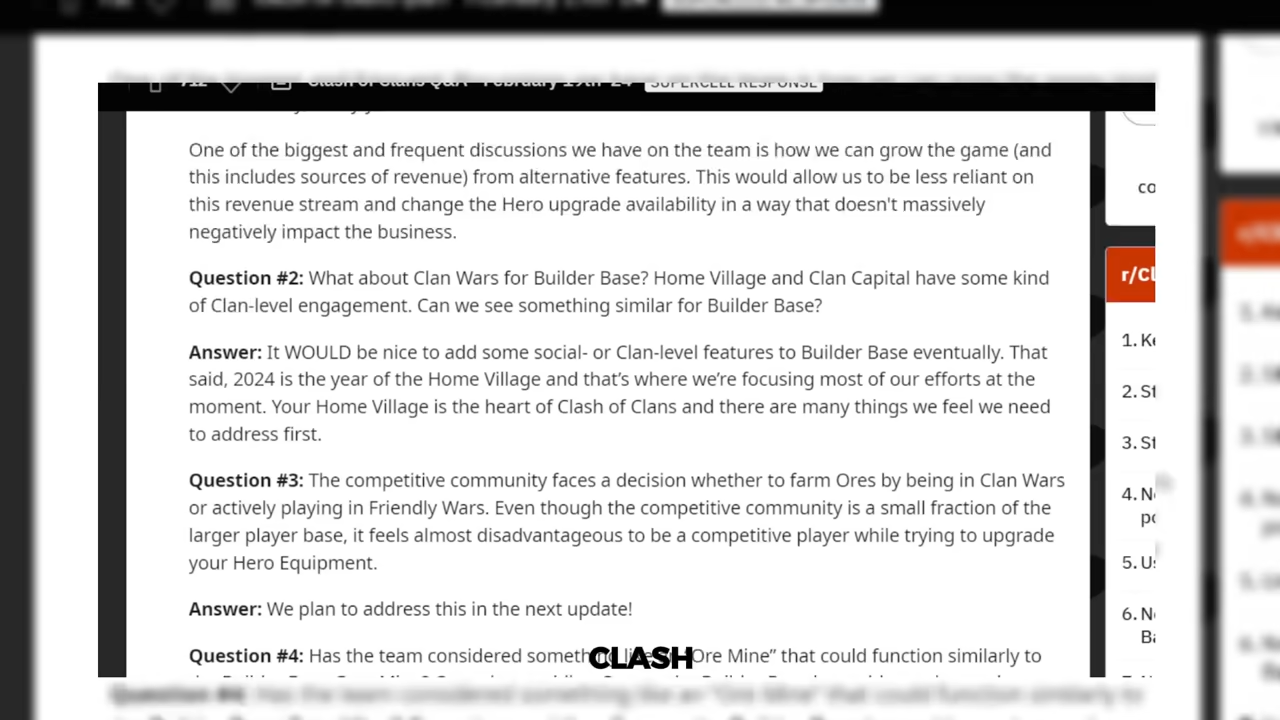 712 Clash of Clans Q&A - February 19th '24 SUPERCELL RESPONSE
One of the biggest and frequent discussions we have on the team is how we can grow the game (and
this includes sources of revenue) from alternative features. This would allow us to be less reliant on
this revenue stream and change the Hero upgrade availability in a way that doesn't massively
negatively impact the business.
Question #2: What about Clan Wars for Builder Base? Home Village and Clan Capital have some kind
of Clan-level engagement. Can we see something similar for Builder Base?
Answer: It WOULD be nice to add some social- or Clan-level features to Builder Base eventually. That
said, 2024 is the year of the Home Village and that’s where we’re focusing most of our efforts at the
moment. Your Home Village is the heart of Clash of Clans and there are many things we feel we need
to address first.
Question #3: The competitive community faces a decision whether to farm Ores by being in Clan Wars
or actively playing in Friendly Wars. Even though the competitive community is a small fraction of the
larger player base, it feels almost disadvantageous to be a competitive player while trying to upgrade
your Hero Equipment.
Answer: We plan to address this in the next update!
Question #4: Has the team considered something like an “Ore Mine” that could function similarly to
CLASH
co
r/Cl
1. Ke
2. St
3. St
4. No
po
5. Us
6. No
Ba